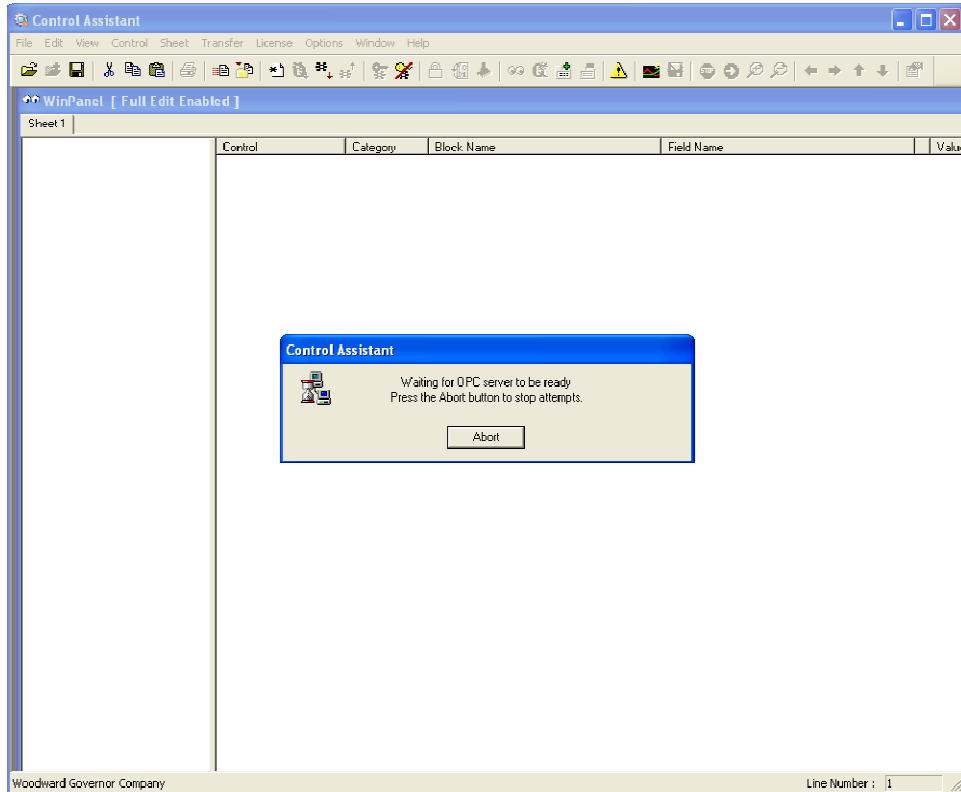 Control Assistant
File Edit View Control Sheet Transfer License Options Window Help
WinPanel [ Full Edit Enabled ]
Sheet 1
Control Category Block Name Field Name Valu
Control Assistant
Waiting for OPC server to be ready
Press the Abort button to stop attempts.
Abort
Woodward Governor Company Line Number : 1